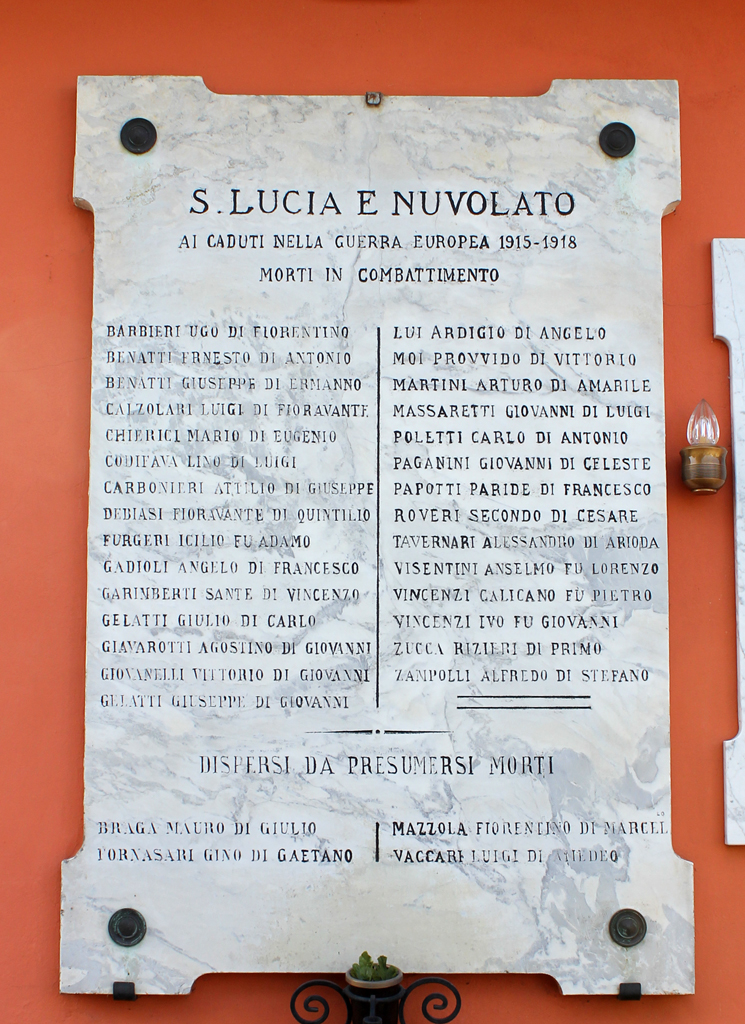 S. LUCIA E NUVOLATO
AI CADUTI NELLA GUERRA EUROPEA 1915-1918
MORTI IN COMBATTIMENTO
BARBIERI UGO DI FIORENTINO
BENATTI ERNESTO DI ANTONIO
BENATTI GIUSEPPE DI ERMANNO
CALZOLARI LUIGI DI FIORAVANTE
CHIERICI MARIO DI EUGENIO
CODIFAVA LINO DI LUIGI
CARBONIERI ATTILIO DI GIUSEPPE
DEBIASI FIORAVANTE DI QUINTILIO
FURGERI ICILIO FU ADAMO
GADIOLI ANGELO DI FRANCESCO
GARIMBERTI SANTE DI VINCENZO
GELATTI GIULIO DI CARLO
GIAVAROTTI AGOSTINO DI GIOVANNI
GIOVANELLI VITTORIO DI GIOVANNI
GELATTI GIUSEPPE DI GIOVANNI
LUI ARDIGIO DI ANGELO
MOI PROVVIDO DI VITTORIO
MARTINI ARTURO DI AMABILE
MASSARETTI GIOVANNI DI LUIGI
POLETTI CARLO DI ANTONIO
PAGANINI GIOVANNI DI CELESTE
PAPOTTI PARIDE DI FRANCESCO
ROVERI SECONDO DI CESARE
TAVERNARI ALESSANDRO DI
VISENTINI ANSELMO FU LORENZO
VINCENZI CALICANO FU PIETRO
VINCENZI IVO FU GIOVANNI
ZUCCA RIZIERI DI PRIMO
ZANPOLLI ALFREDO DI STEFANO
DISPERSI DA PRESUMERSI MORTI
BRAGA MAURO DI GIULIO
FORNASARI GINO DI GAETANO
MAZZOLA FIORENTINO DI MARCELLO
VACCARI LUIGI DI AMEDEO